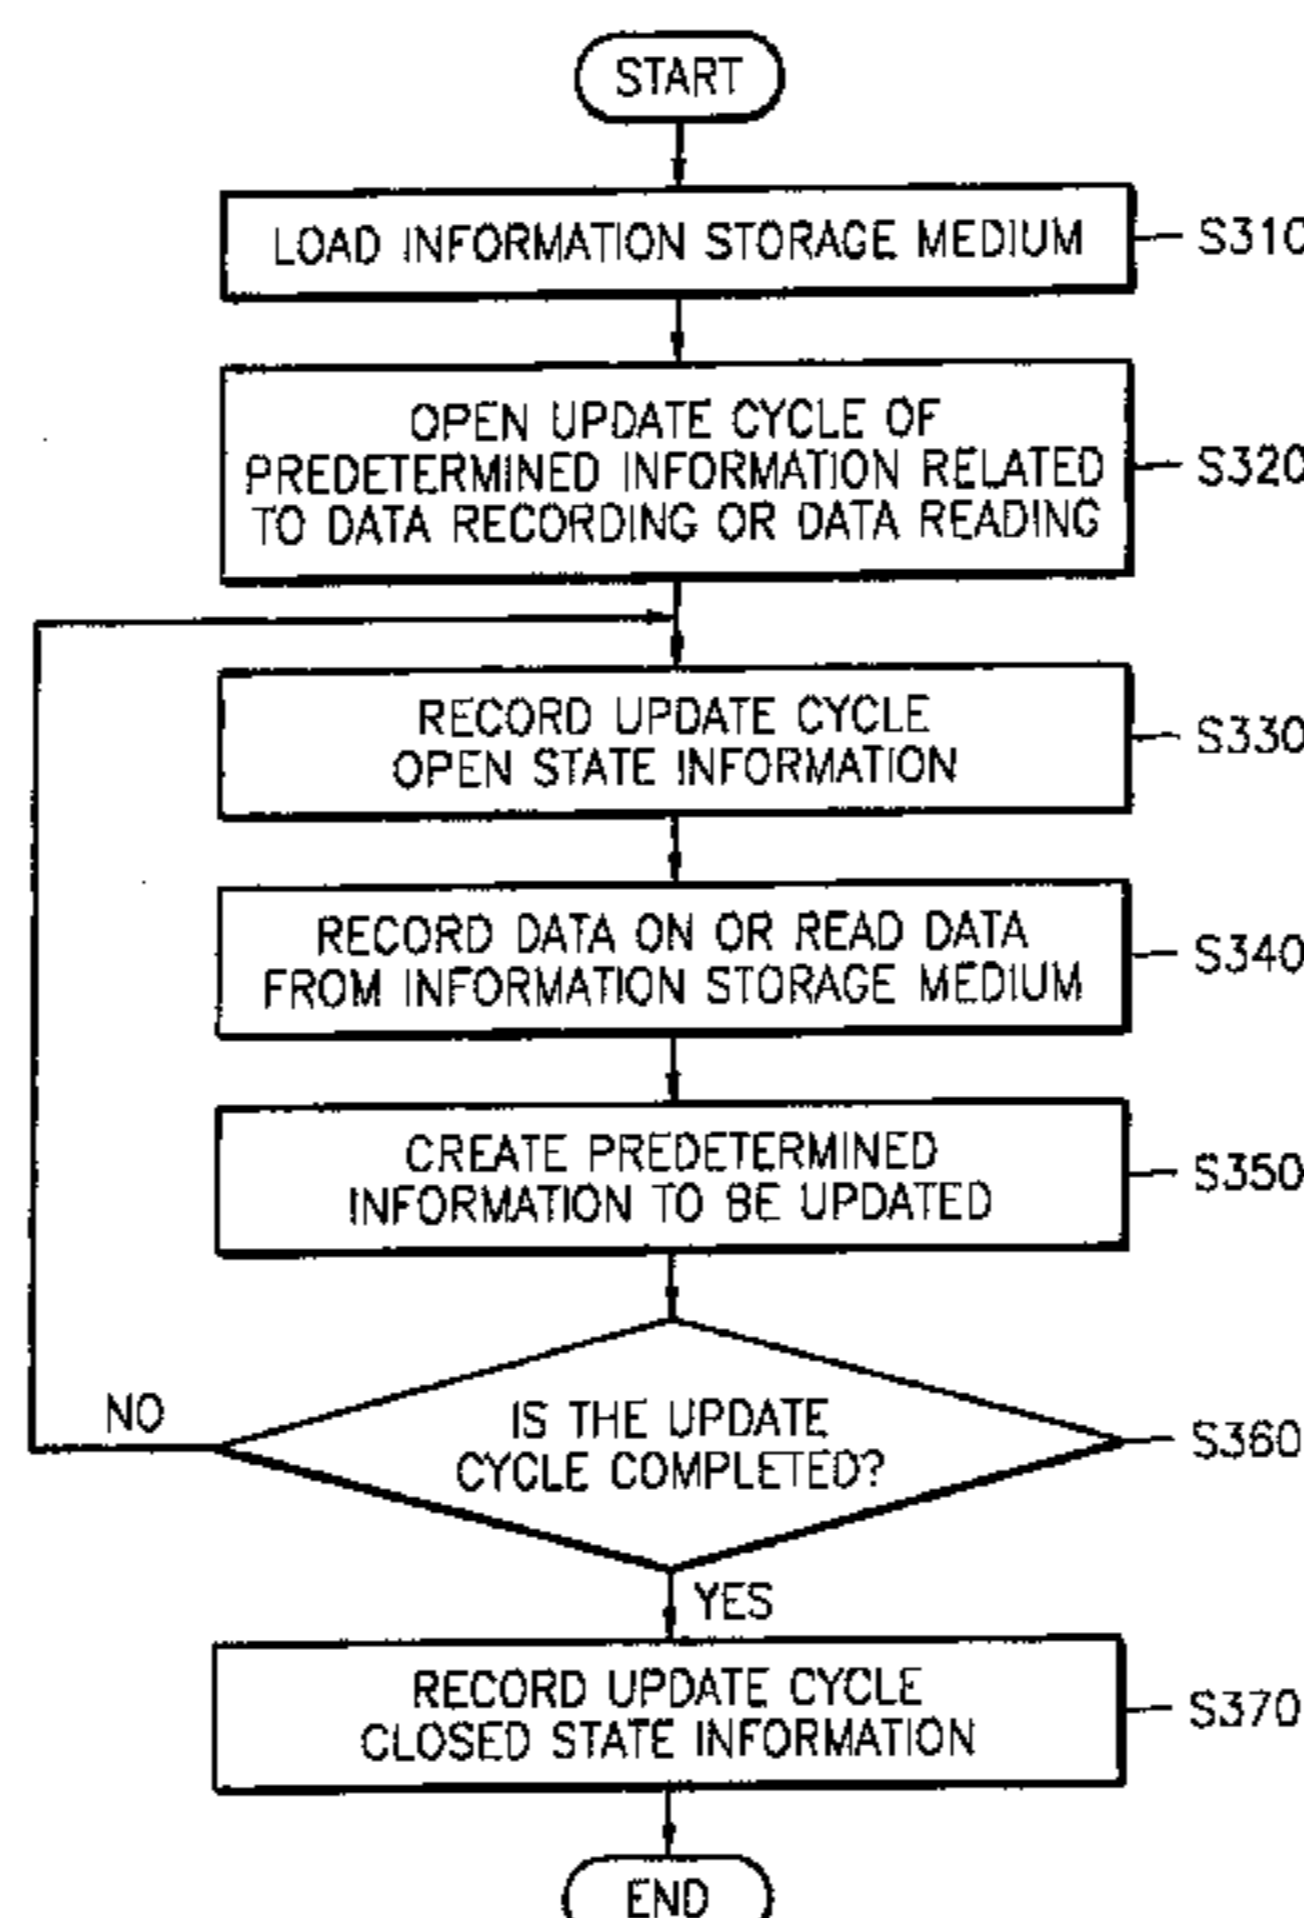 START
LOAD INFORMATION STORAGE MEDIUM
S310
OPEN UPDATE CYCLE OF
PREDETERMINED INFORMATION RELATED
TO DATA RECORDING OR DATA READING
S320
RECORD UPDATE CYCLE
OPEN STATE INFORMATION
S330
RECORD DATA ON OR READ DATA
FROM INFORMATION STORAGE MEDIUM
S340
CREATE PREDETERMINED
INFORMATION TO BE UPDATED
S350
NO
IS THE UPDATE
CYCLE COMPLETED?
S360
YES
RECORD UPDATE CYCLE
CLOSED STATE INFORMATION
S370
END